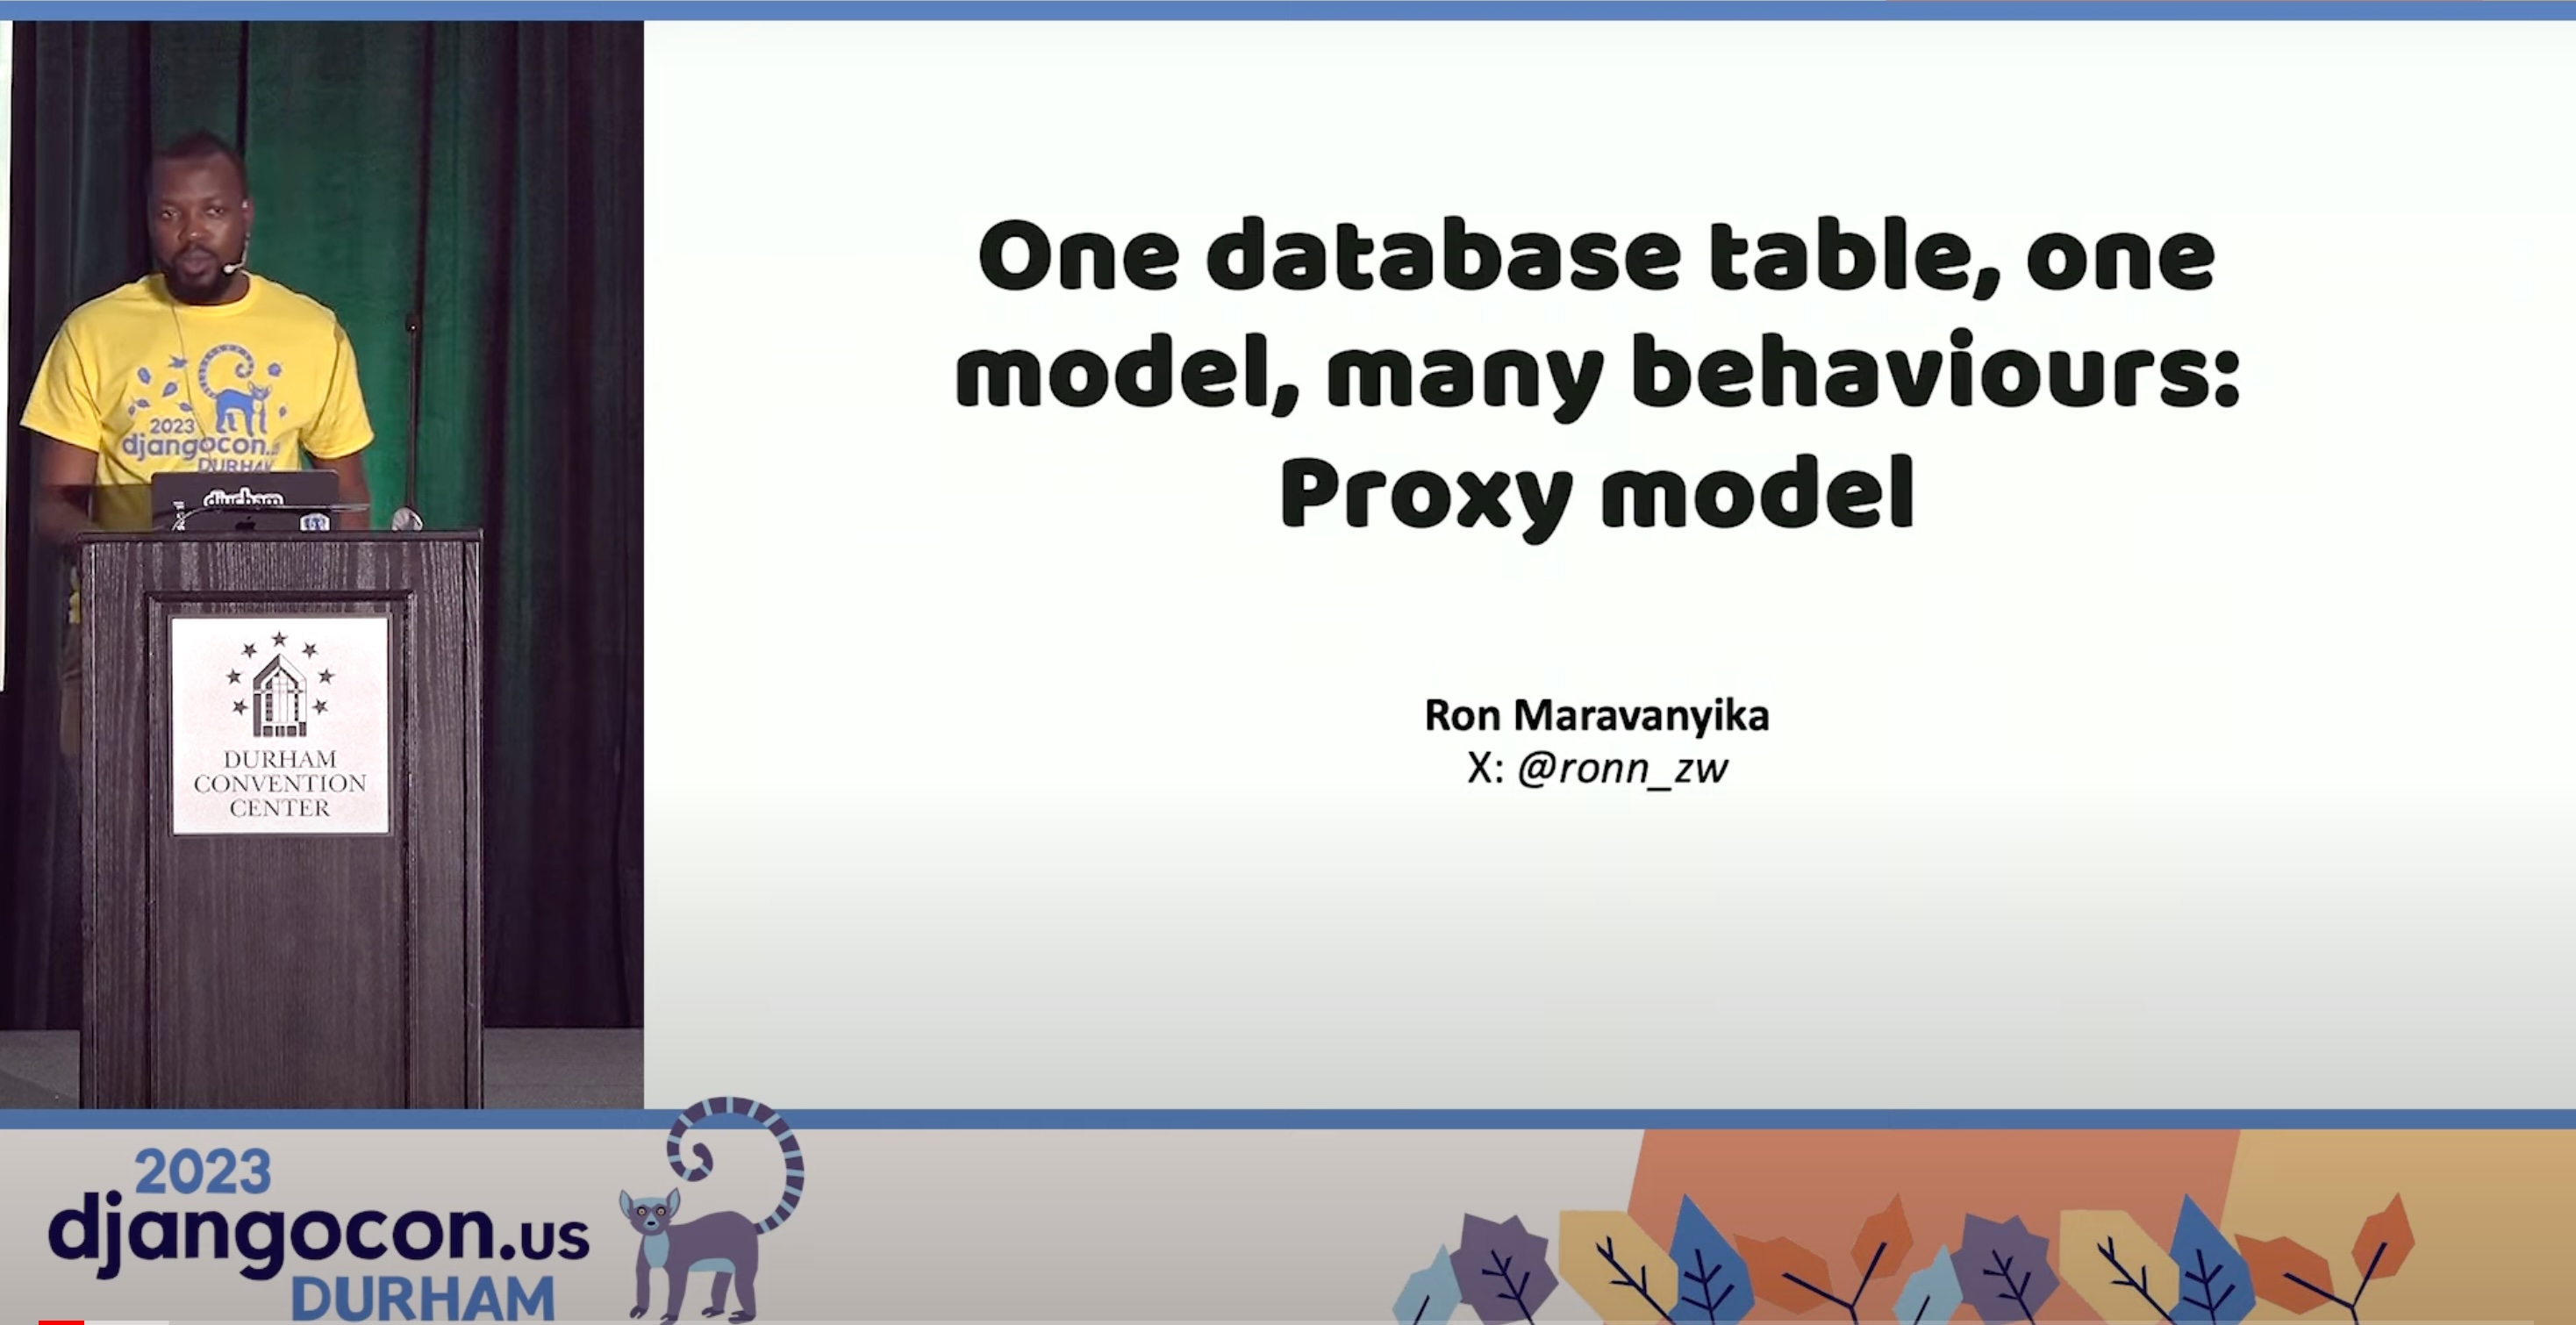 One database table, one
model, many behaviours:
Proxy model
Ron Maravanyika
X: @ronn_zw
2023
djangocon.
DURHAM
djurham
DURHAM
CONVENTION
CENTER
2023
djangocon.us
DURHAM